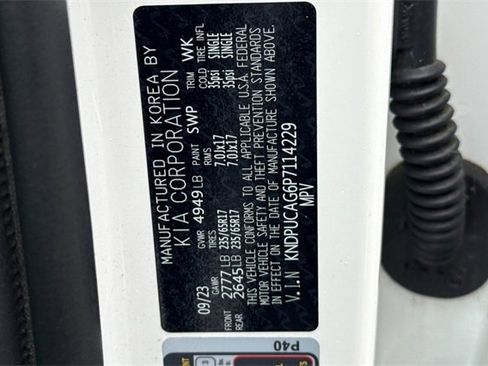 MANUFACTURED IN KOREA BY
KIA CORPORATION
09/23 GVWR 4949LB PAINT SWP TRIM WK
GAWR RIMS COLD TIRE INFL
FRONT 2777LB 235/65R17 7.0Jx17 35psi SINGLE
REAR 2645LB 235/65R17 7.0Jx17 35psi SINGLE
THIS VEHICLE CONFORMS TO ALL APPLICABLE U.S.A. FEDERAL
MOTOR VEHICLE SAFETY AND THEFT PREVENTION STANDARDS
IN EFFECT ON THE DATE OF MANUFACTURE SHOWN ABOVE.
V.I.N KNDPUCAG6P7114229
MPV
P40